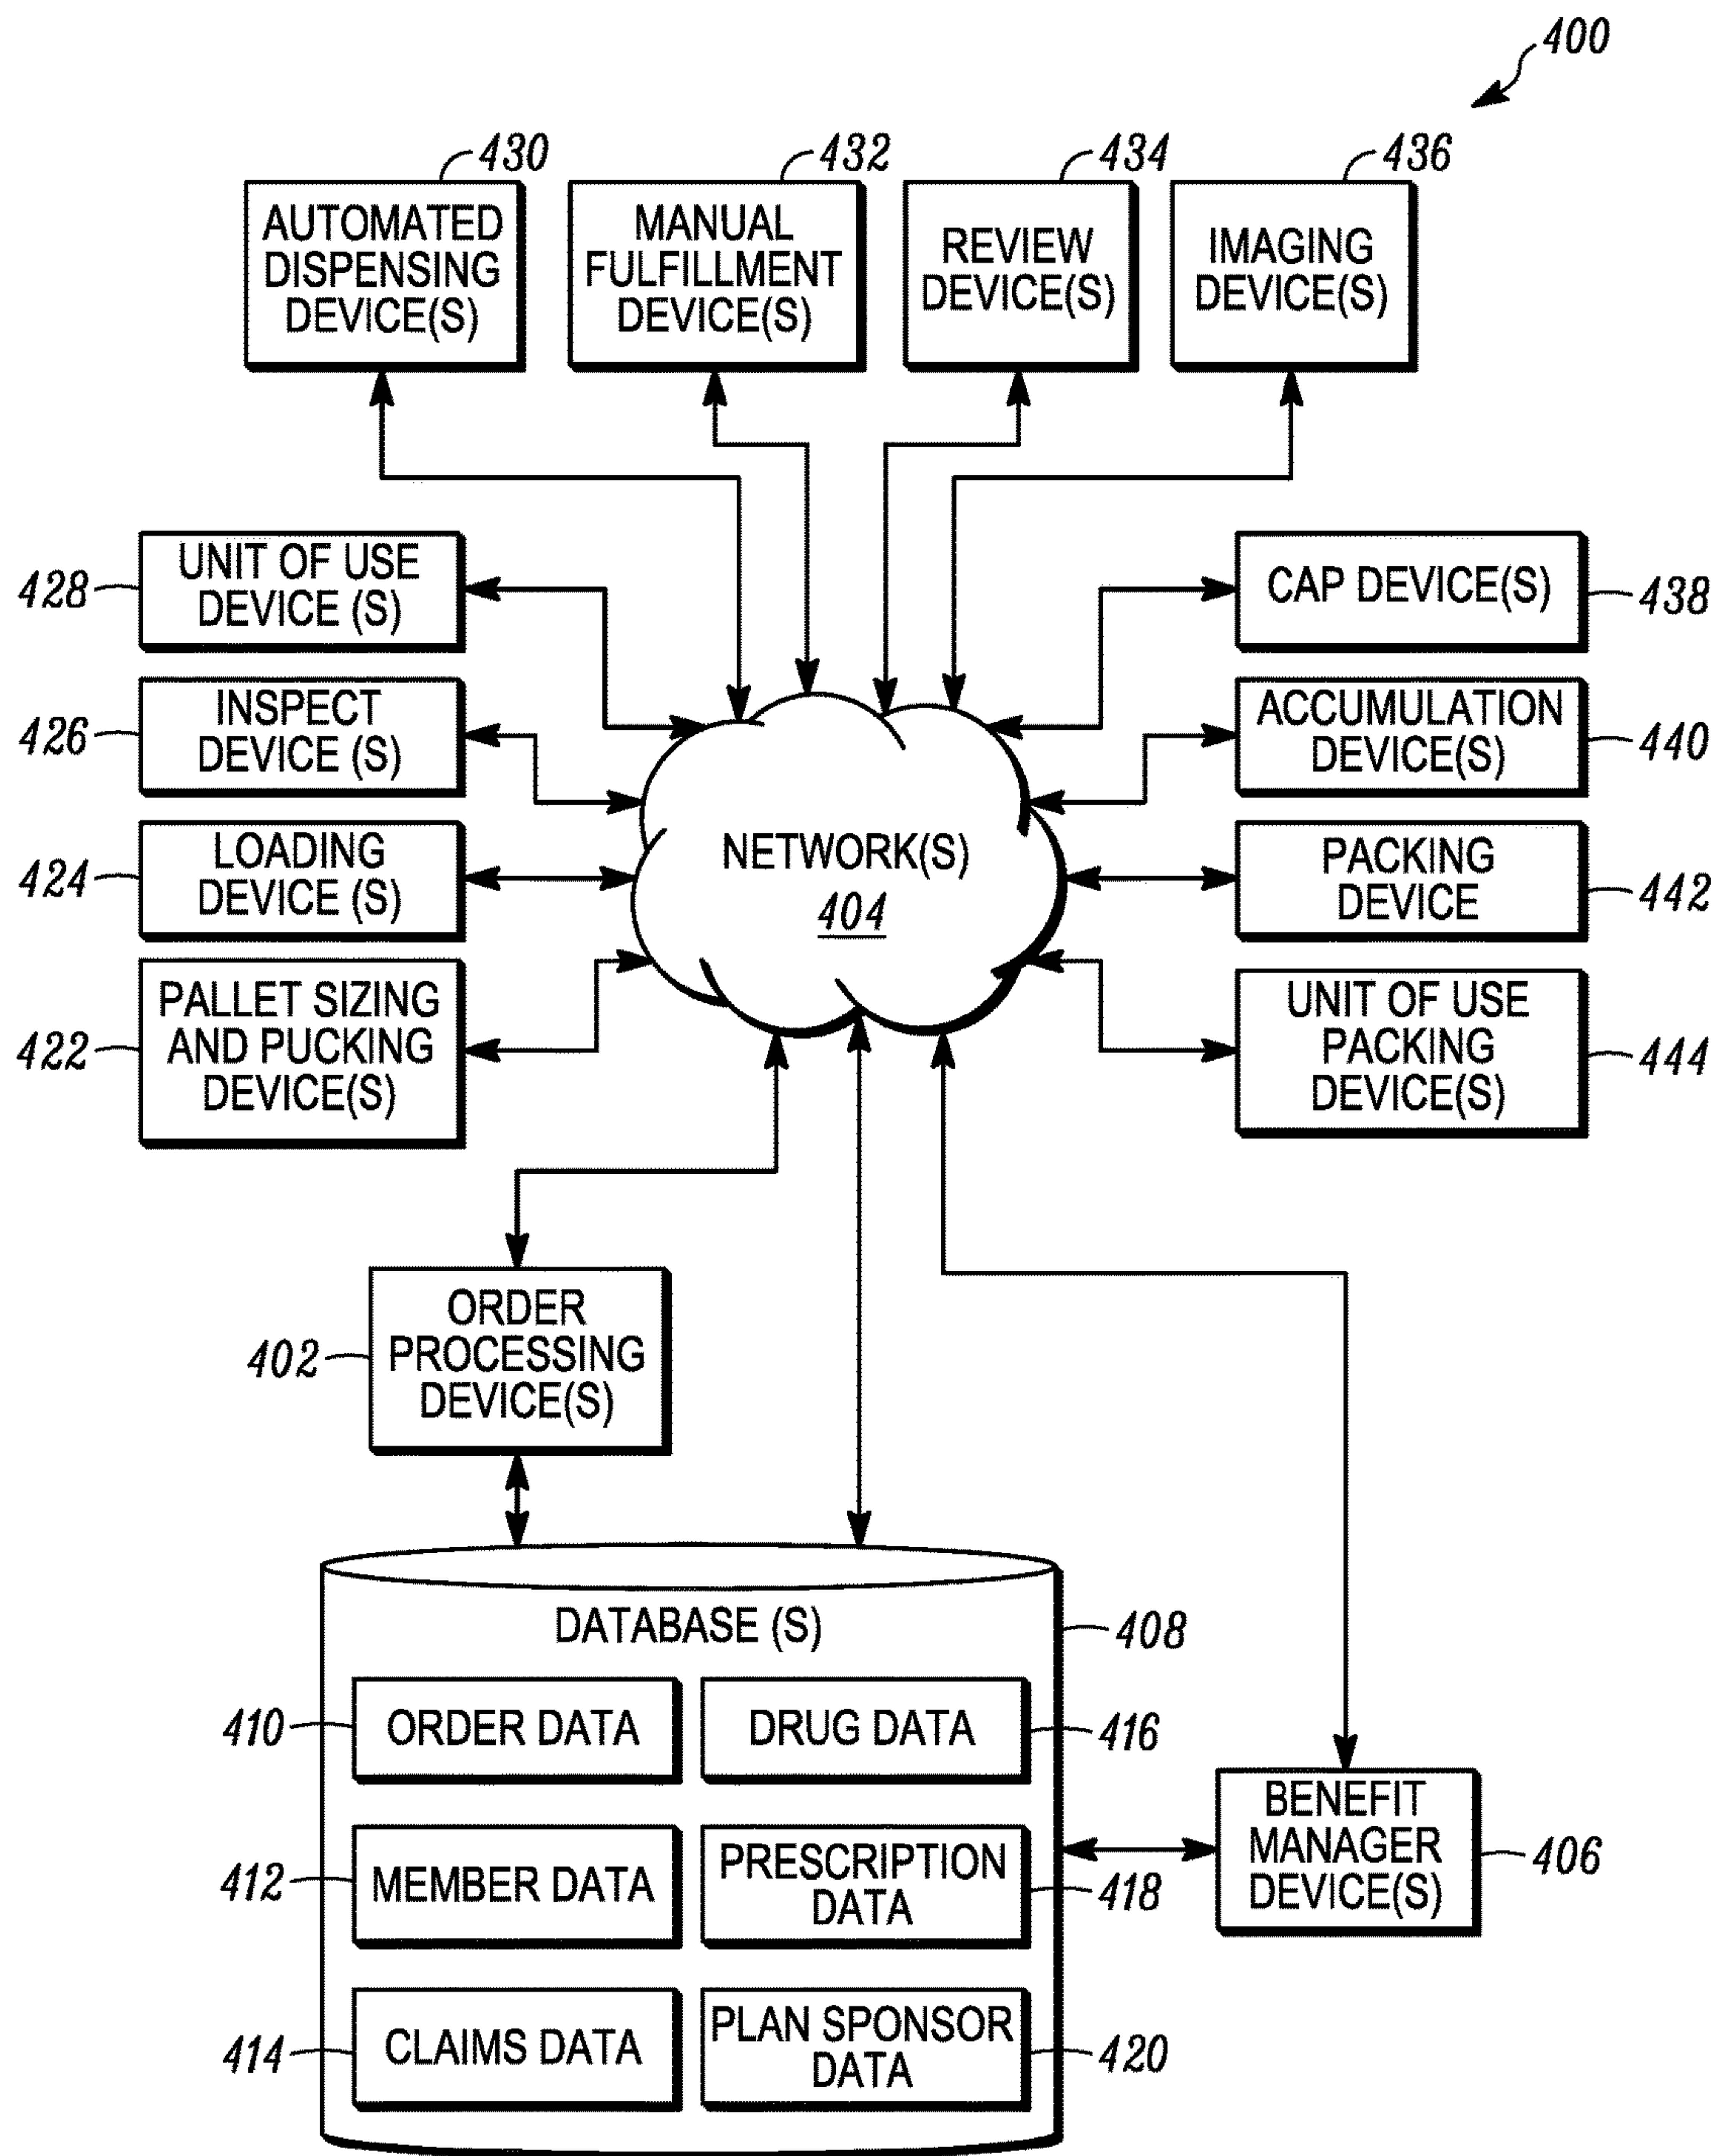 400
430
432
434
436
AUTOMATED
DISPENSING
DEVICE(S)
MANUAL
FULFILLMENT
DEVICE(S)
REVIEW
DEVICE(S)
IMAGING
DEVICE(S)
428
UNIT OF USE
DEVICE (S)
CAP DEVICE(S)
438
426
INSPECT
DEVICE (S)
ACCUMULATION
DEVICE(S)
440
424
LOADING
DEVICE (S)
NETWORK(S)
404
PACKING
DEVICE
442
422
PALLET SIZING
AND PUCKING
DEVICE(S)
UNIT OF USE
PACKING
DEVICE(S)
444
402
ORDER
PROCESSING
DEVICE(S)
DATABASE (S)
408
410
ORDER DATA
DRUG DATA
416
412
MEMBER DATA
PRESCRIPTION
DATA
418
BENEFIT
MANAGER
DEVICE(S)
406
414
CLAIMS DATA
PLAN SPONSOR
DATA
420